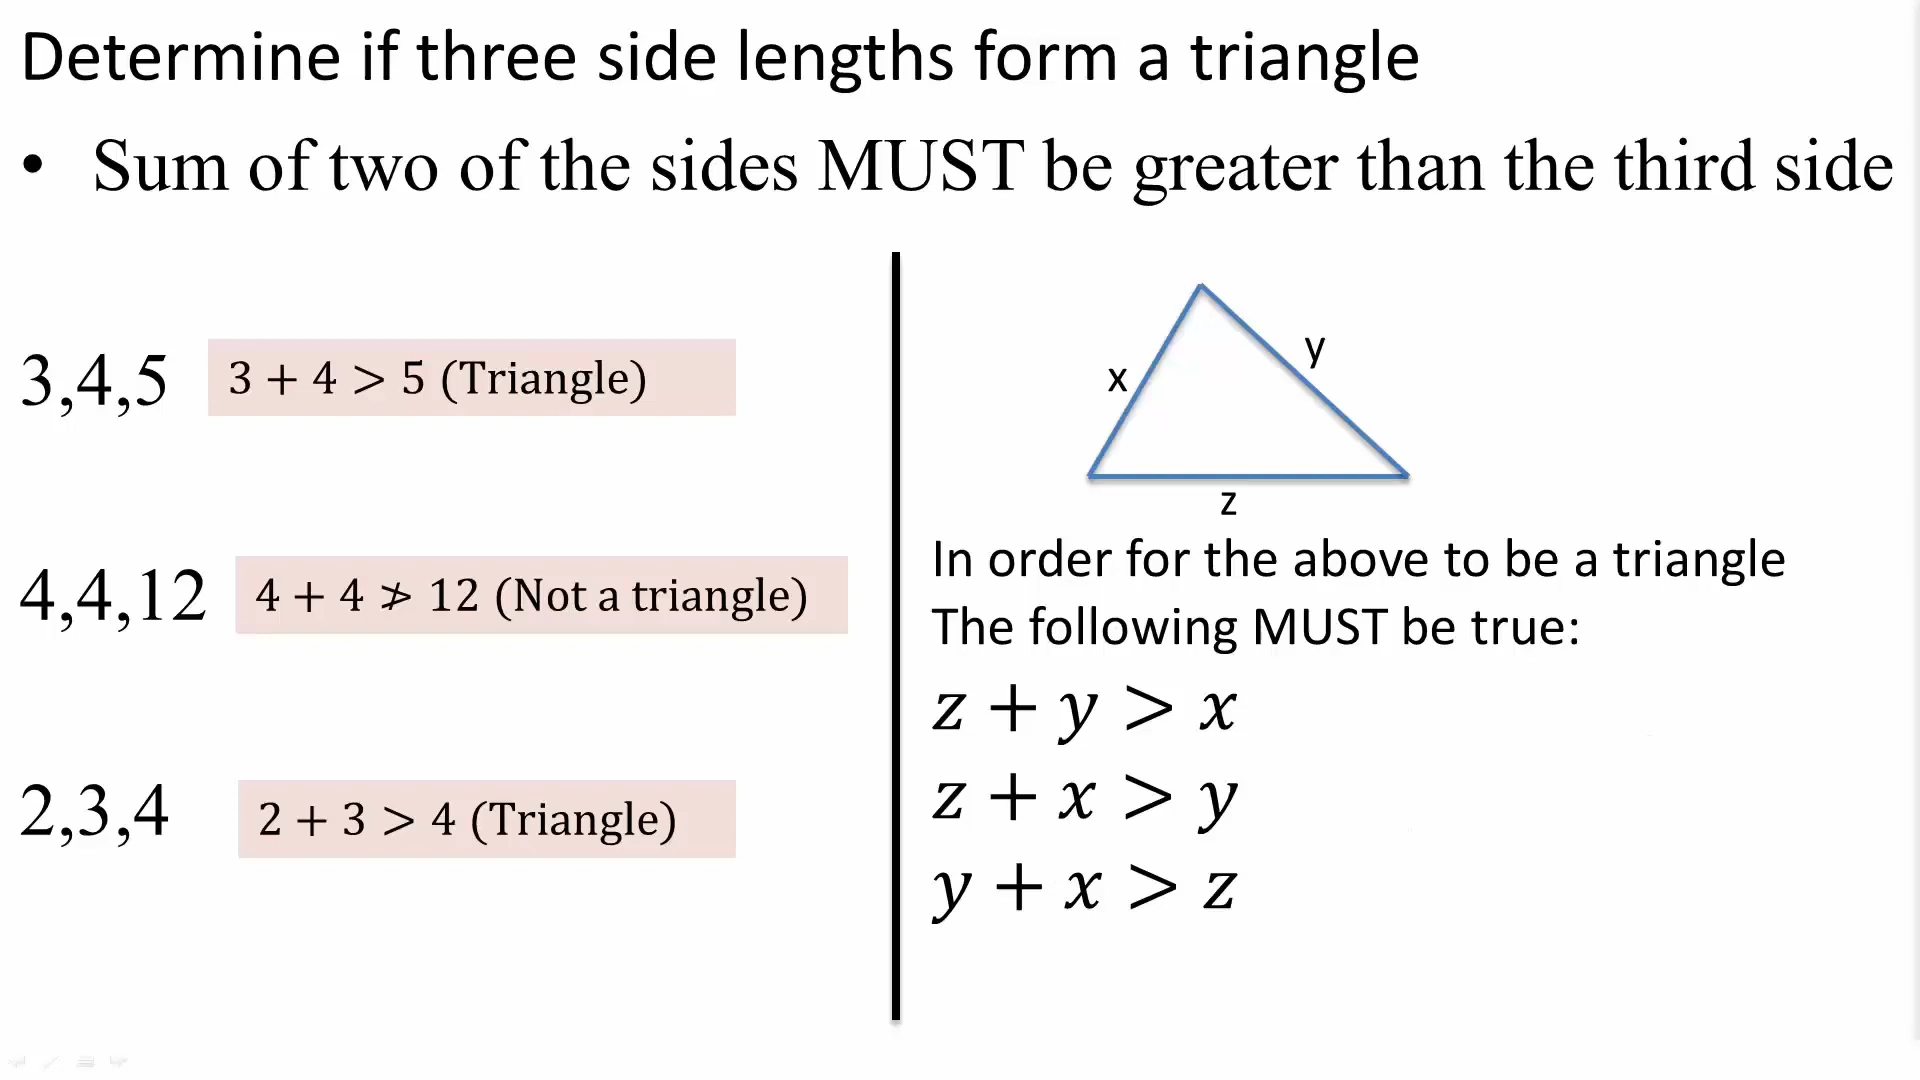 Determine if three side lengths form a triangle
• Sum of two of the sides MUST be greater than the third side
3,4,5
3 + 4 > 5 (Triangle)
4,4,12
4 + 4 ≯ 12 (Not a triangle)
2,3,4
2 + 3 > 4 (Triangle)
x
y
z
In order for the above to be a triangle
The following MUST be true:
z + y > x
z + x > y
y + x > z